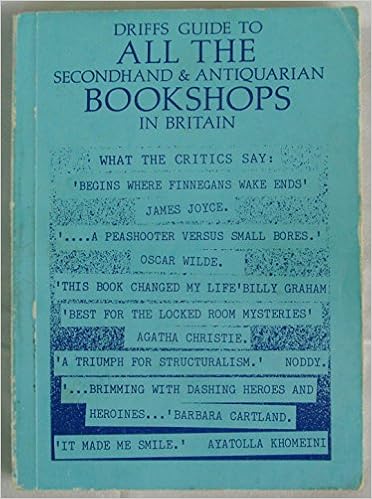 DRIFFS GUIDE TO
ALL THE
SECONDHAND & ANTIQUARIAN
BOOKSHOPS
IN BRITAIN
WHAT THE CRITICS SAY:
'BEGINS WHERE FINNEGANS WAKE ENDS'
JAMES JOYCE.
'....A PEASHOOTER VERSUS SMALL BORES.'
OSCAR WILDE.
'THIS BOOK CHANGED MY LIFE'BILLY GRAHAM
'BEST FOR THE LOCKED ROOM MYSTERIES'
AGATHA CHRISTIE.
'A TRIUMPH FOR STRUCTURALISM.' NODDY.
'...BRIMMING WITH DASHING HEROES AND
HEROINES...'BARBARA CARTLAND.
'IT MADE ME SMILE.' AYATOLLA KHOMEINI